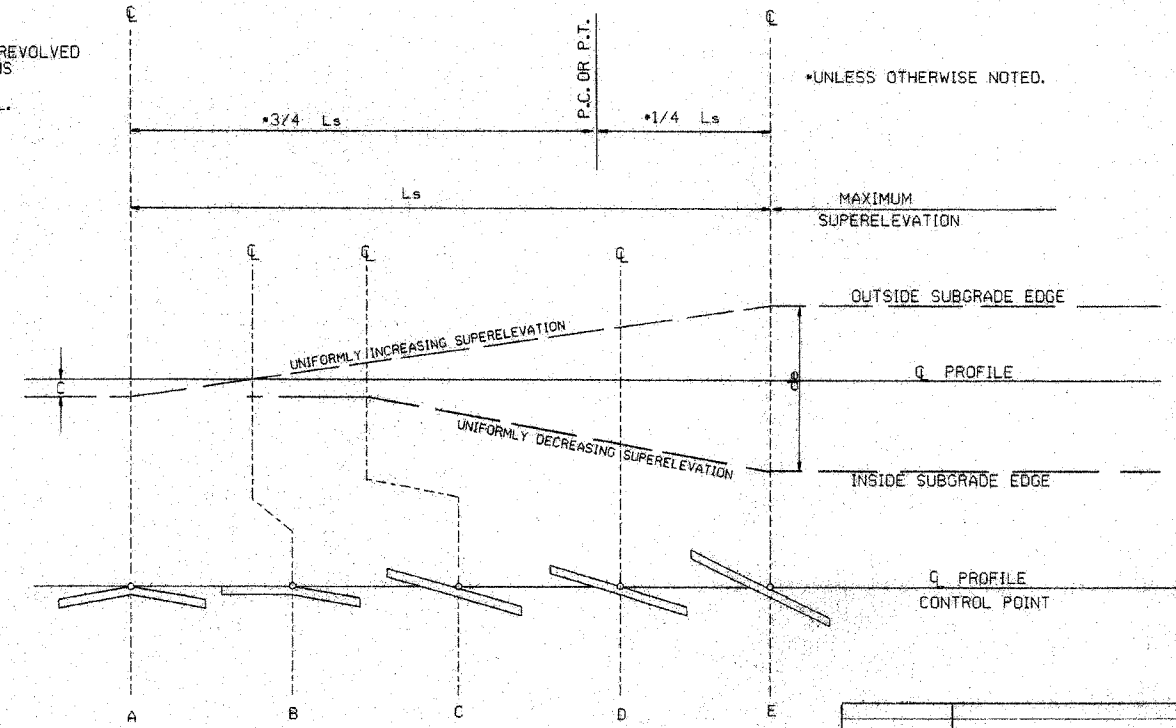 REVOLVED
℄
℄
P.C. OR P.T.
*UNLESS OTHERWISE NOTED.
*3/4 Ls
*1/4 Ls
Ls
MAXIMUM
SUPERELEVATION
℄
℄
℄
OUTSIDE SUBGRADE EDGE
UNIFORMLY INCREASING SUPERELEVATION
C
℄ PROFILE
UNIFORMLY DECREASING SUPERELEVATION
INSIDE SUBGRADE EDGE
℄ PROFILE
CONTROL POINT
A
B
C
D
E